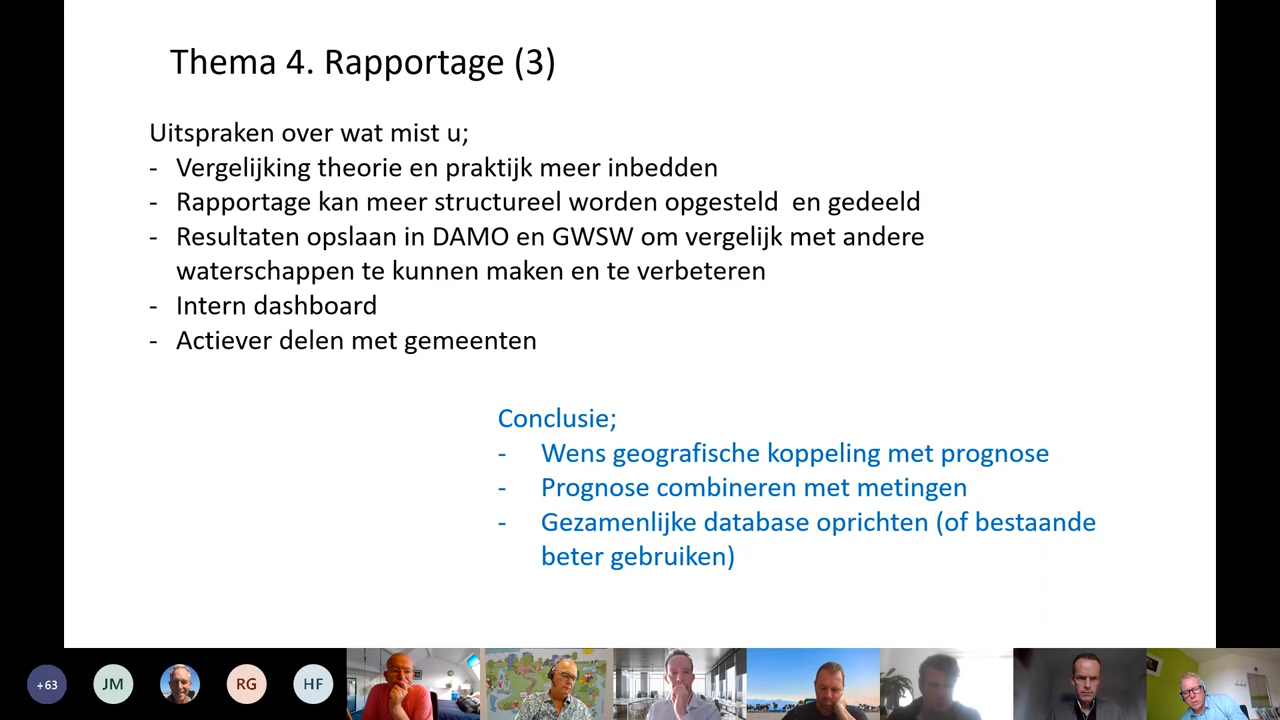 Thema 4. Rapportage (3)
Uitspraken over wat mist u;
- Vergelijking theorie en praktijk meer inbedden
- Rapportage kan meer structureel worden opgesteld  en gedeeld
- Resultaten opslaan in DAMO en GWSW om vergelijk met andere
waterschappen te kunnen maken en te verbeteren
- Intern dashboard
- Actiever delen met gemeenten
Conclusie;
- Wens geografische koppeling met prognose
- Prognose combineren met metingen
- Gezamenlijke database oprichten (of bestaande
beter gebruiken)
+63 JM RG HF